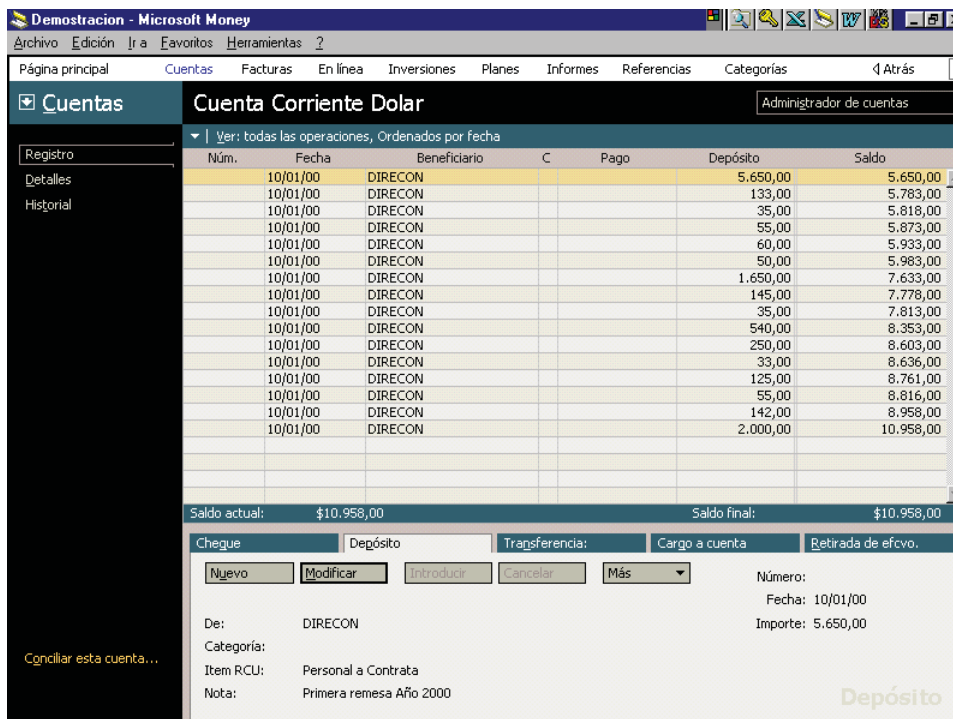 Demostracion - Microsoft Money
Archivo Edición Ir a Favoritos Herramientas ?
Página principal Cuentas Facturas En línea Inversiones Planes Informes Referencias Categorías Atrás
Cuentas Cuenta Corriente Dolar Administrador de cuentas
Ver: todas las operaciones, Ordenados por fecha
Registro
Detalles
Historial
Núm. Fecha Beneficiario C Pago Depósito Saldo
10/01/00 DIRECON 5.650,00 5.650,00
10/01/00 DIRECON 133,00 5.783,00
10/01/00 DIRECON 35,00 5.818,00
10/01/00 DIRECON 55,00 5.873,00
10/01/00 DIRECON 60,00 5.933,00
10/01/00 DIRECON 50,00 5.983,00
10/01/00 DIRECON 1.650,00 7.633,00
10/01/00 DIRECON 145,00 7.778,00
10/01/00 DIRECON 35,00 7.813,00
10/01/00 DIRECON 540,00 8.353,00
10/01/00 DIRECON 250,00 8.603,00
10/01/00 DIRECON 33,00 8.636,00
10/01/00 DIRECON 125,00 8.761,00
10/01/00 DIRECON 55,00 8.816,00
10/01/00 DIRECON 142,00 8.958,00
10/01/00 DIRECON 2.000,00 10.958,00
Saldo actual: $10.958,00 Saldo final: $10.958,00
Cheque Depósito Transferencia: Cargo a cuenta Retirada de efcvo.
Nuevo Modificar Introducir Cancelar Más
Número:
Fecha: 10/01/00
De: DIRECON Importe: 5.650,00
Categoría:
Item RCU: Personal a Contrata
Nota: Primera remesa Año 2000
Conciliar esta cuenta...
Depósito